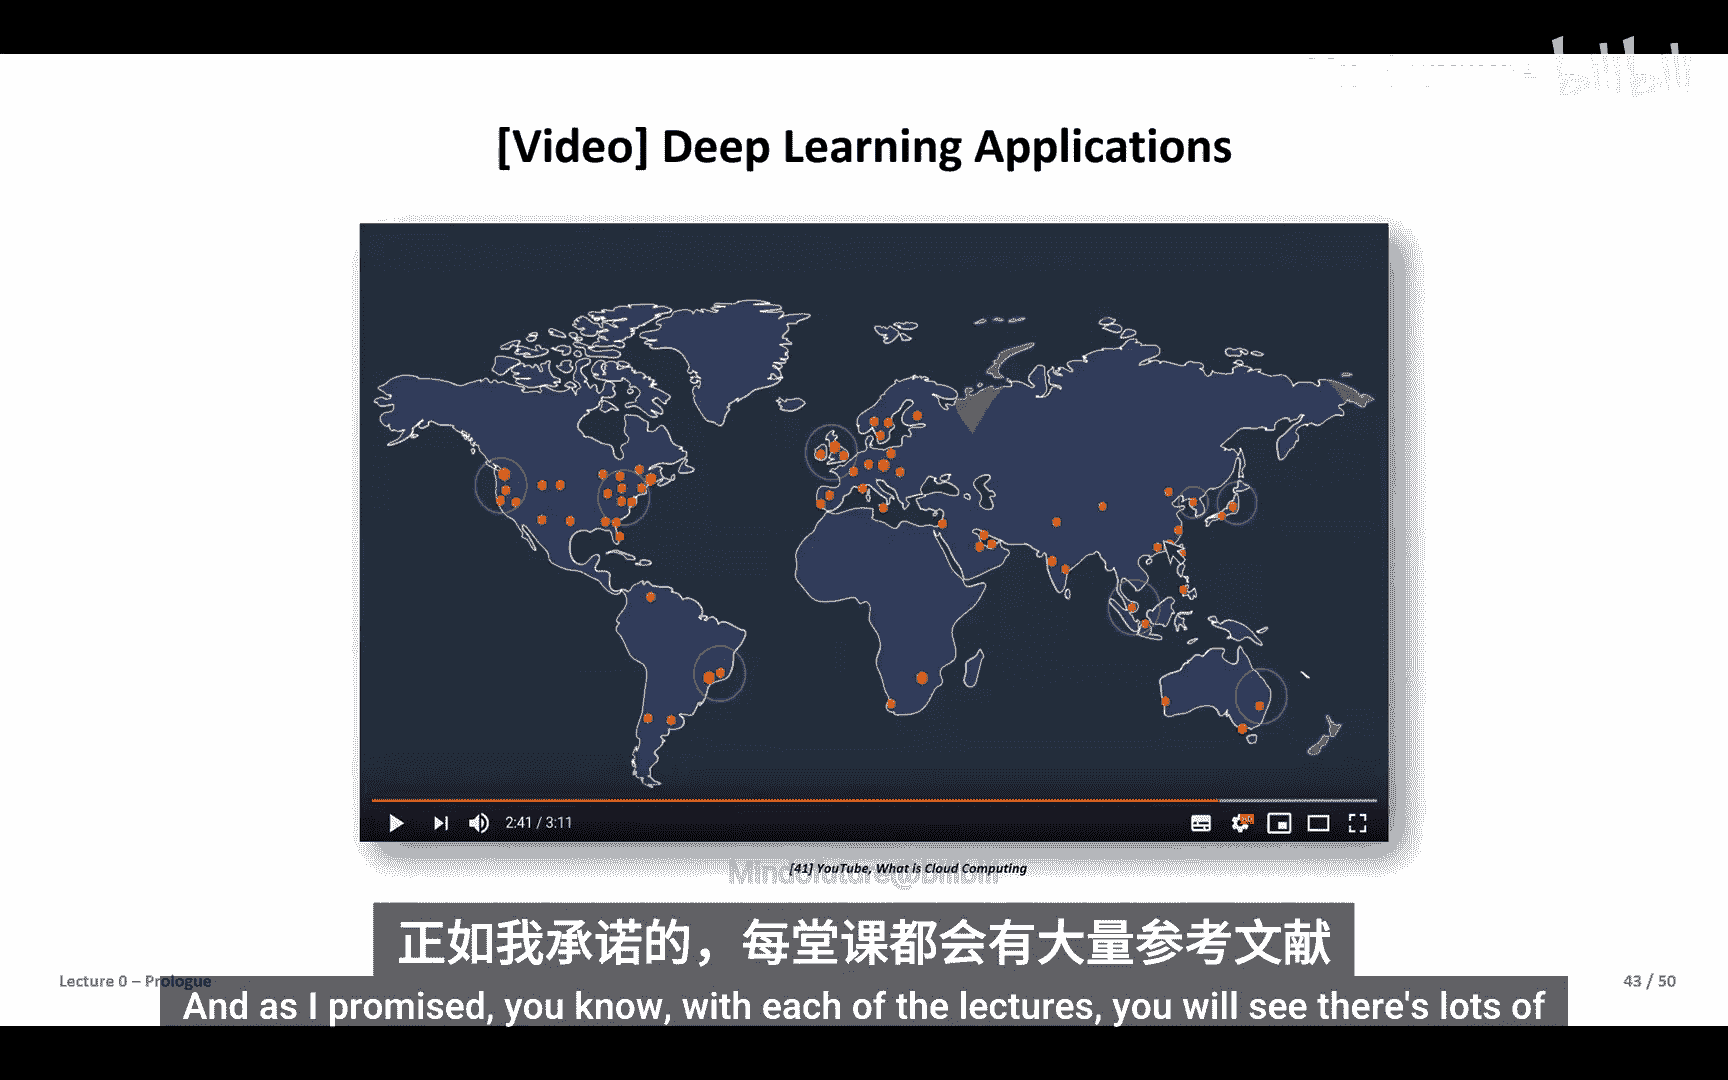 bilibili
[Video] Deep Learning Applications
2:41 / 3:11
[41] YouTube, What is Cloud Computing
正如我承诺的，每堂课都会有大量参考文献
Lecture 0 – Prologue
43 / 50
And as I promised, you know, with each of the lectures, you will see there's lots of